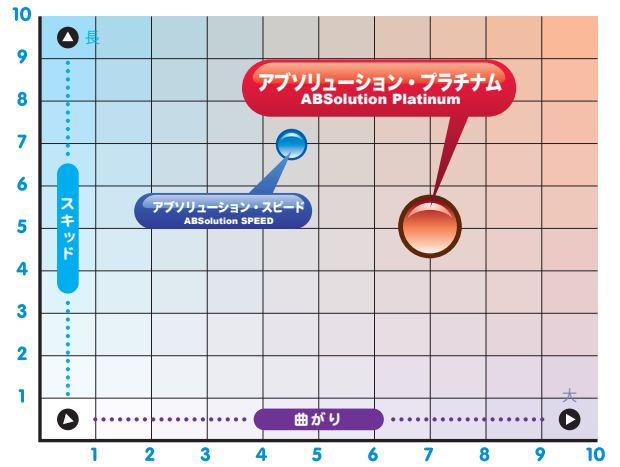 10
長
9
アブソリューション・プラチナム
ABSolution Platinum
8
7
6
アブソリューション・スピード
ABSolution SPEED
スキッド
5
4
3
2
1
大
曲がり
1 2 3 4 5 6 7 8 9 10